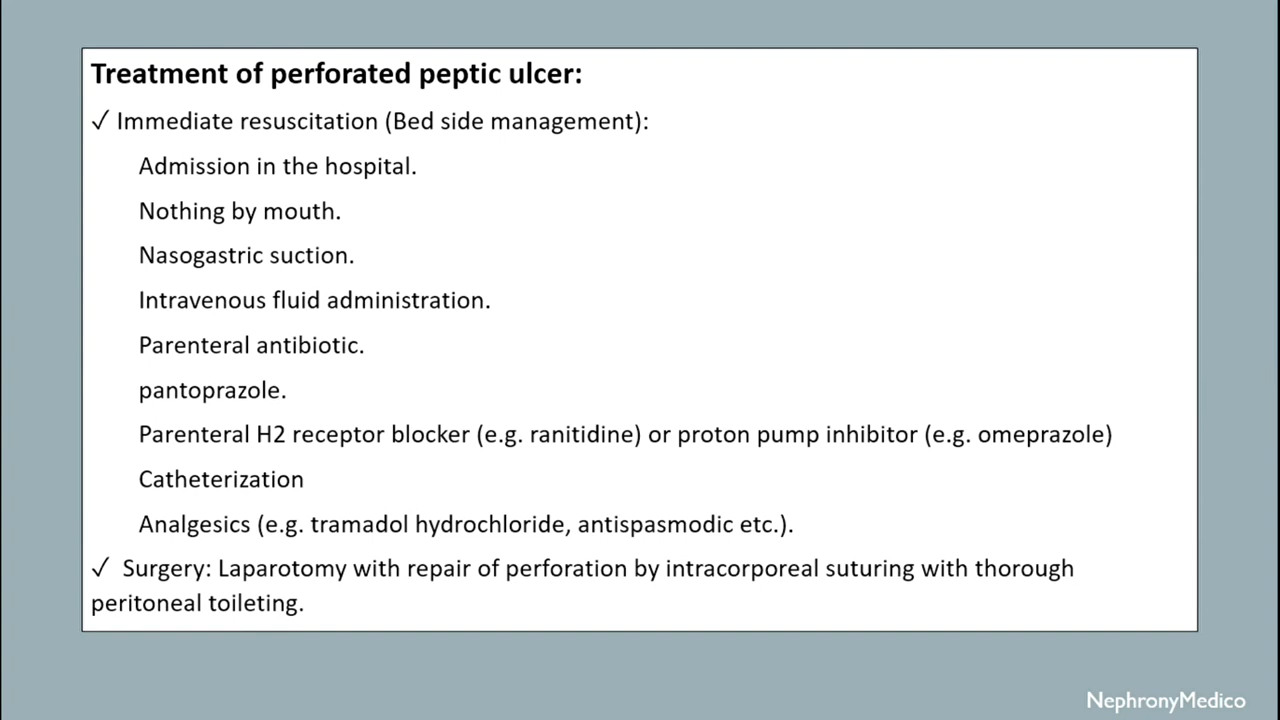 Treatment of perforated peptic ulcer:
✓ Immediate resuscitation (Bed side management):
Admission in the hospital.
Nothing by mouth.
Nasogastric suction.
Intravenous fluid administration.
Parenteral antibiotic.
pantoprazole.
Parenteral H2 receptor blocker (e.g. ranitidine) or proton pump inhibitor (e.g. omeprazole)
Catheterization
Analgesics (e.g. tramadol hydrochloride, antispasmodic etc.).
✓ Surgery: Laparotomy with repair of perforation by intracorporeal suturing with thorough
peritoneal toileting.
NephronyMedico